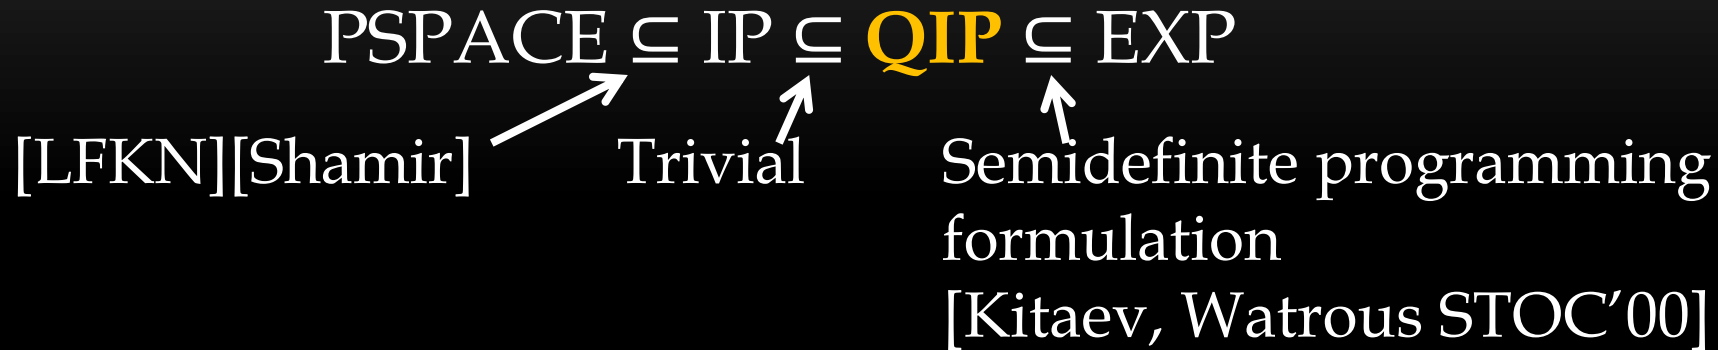 PSPACE ⊆ IP ⊆ QIP ⊆ EXP
[LFKN][Shamir] Trivial Semidefinite programming
formulation
[Kitaev, Watrous STOC’00]